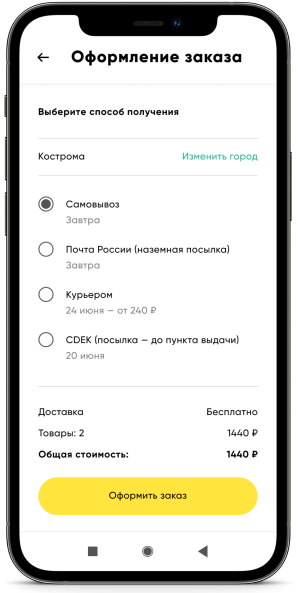 Оформление заказа
Выберите способ получения
Кострома Изменить город
Самовывоз
Завтра
Почта России (наземная посылка)
Завтра
Курьером
24 июня — от 240 ₽
CDEK (посылка — до пункта выдачи)
20 июня
Доставка Бесплатно
Товары: 2 1440 ₽
Общая стоимость: 1440 ₽
Оформить заказ